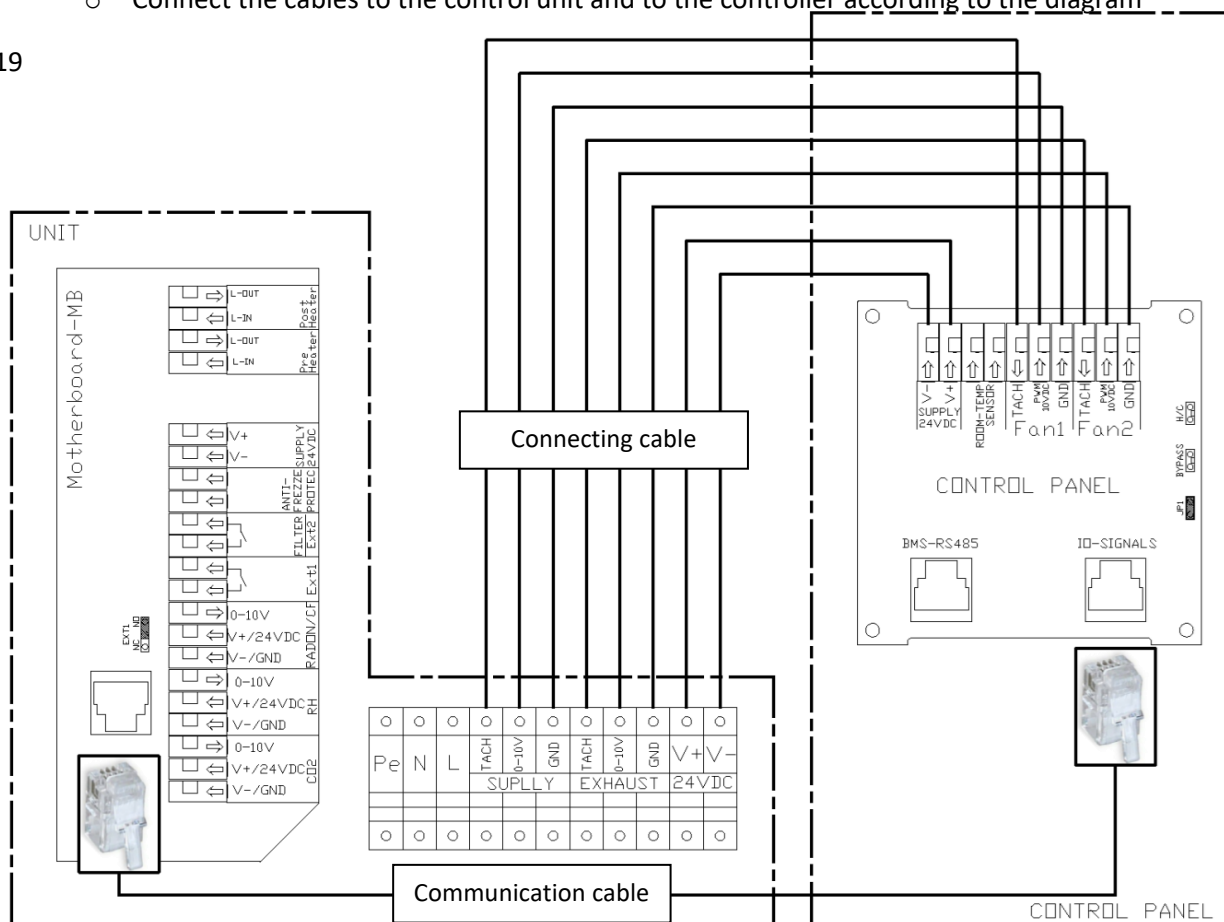 o Connect the cables to the control unit and to the controller according to the diagram
19
UNIT
Motherboard-MB
L-OUT
L-IN
Post
Heater
L-OUT
L-IN
Pre
Heater
V+
V-
SUPPLY
24VDC
ANTI-
FREZZE
PROTEC
FILTER
Ext2
Ext1
0-10V
V+/24VDC
V-/GND
RADON/CF
0-10V
V+/24VDC
V-/GND
RH
0-10V
V+/24VDC
V-/GND
CO2
EXT1
NC NO
Connecting cable
Pe
N
L
TACH
0-10V
GND
TACH
0-10V
GND
V+
V-
SUPLLY
EXHAUST
24VDC
V-
V+
SUPPLY
24VDC
ROOM-TEMP
SENSOR
TACH
PWM
10VDC
GND
TACH
PWM
10VDC
GND
Fan1
Fan2
H/C
BYPASS
JP1
CONTROL PANEL
BMS-RS485
IO-SIGNALS
Communication cable
CONTROL PANEL